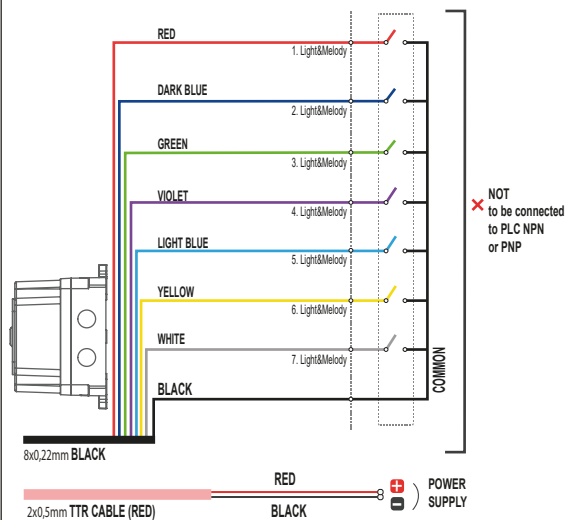 RED
1. Light&Melody
DARK BLUE
2. Light&Melody
GREEN
3. Light&Melody
VIOLET
4. Light&Melody
LIGHT BLUE
5. Light&Melody
YELLOW
6. Light&Melody
WHITE
7. Light&Melody
BLACK
COMMON
NOT
to be connected
to PLC NPN
or PNP
8x0,22mm BLACK
RED
BLACK
2x0,5mm TTR CABLE (RED)
POWER
SUPPLY